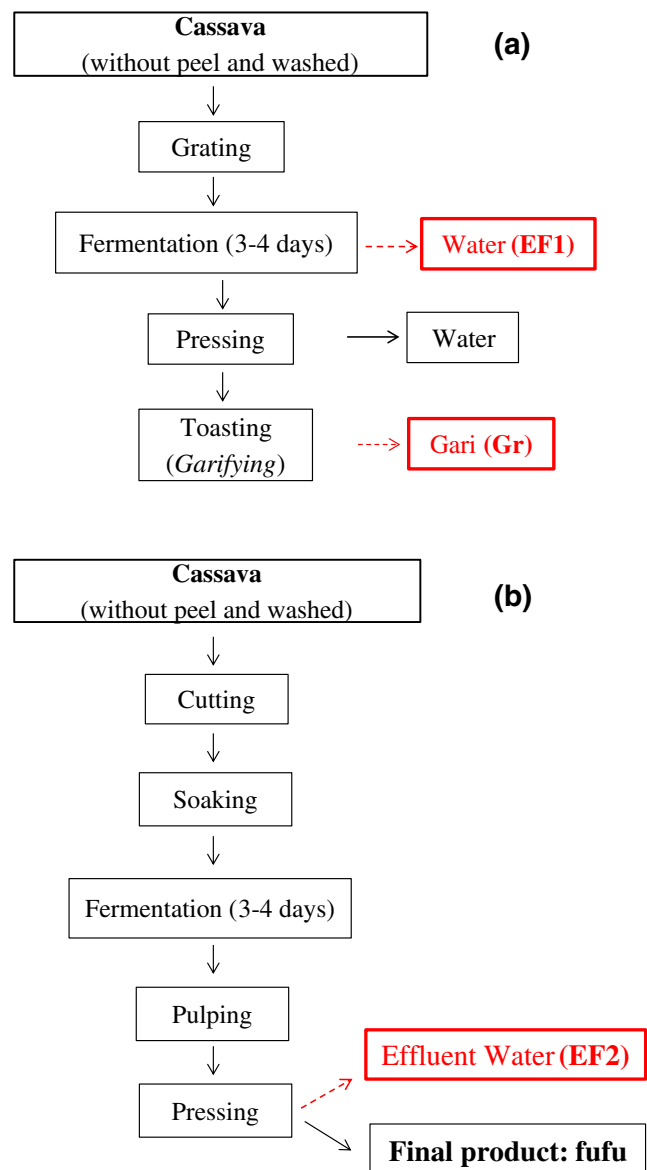 Cassava
(without peel and washed)
(a)
Grating
Fermentation (3-4 days)
Water (EF1)
Pressing
Water
Toasting
(Garifying)
Gari (Gr)
Cassava
(without peel and washed)
(b)
Cutting
Soaking
Fermentation (3-4 days)
Pulping
Effluent Water (EF2)
Pressing
Final product: fufu